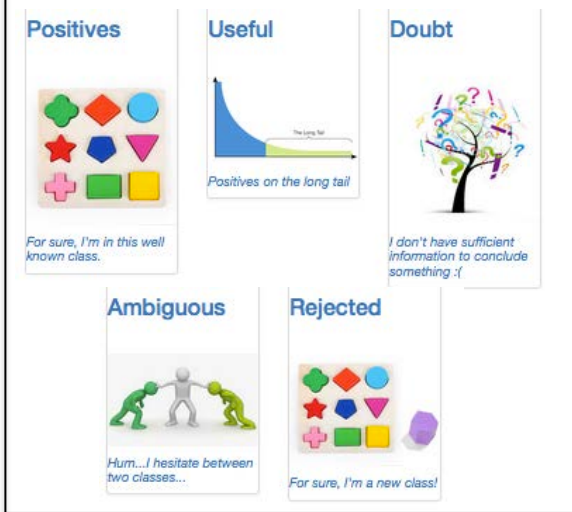 Positives
Useful
Doubt
The Long Tail
Positives on the long tail
For sure, I'm in this well
known class.
I don't have sufficient
information to conclude
something :(
Ambiguous
Rejected
Hum...I hesitate between
two classes...
For sure, I'm a new class!